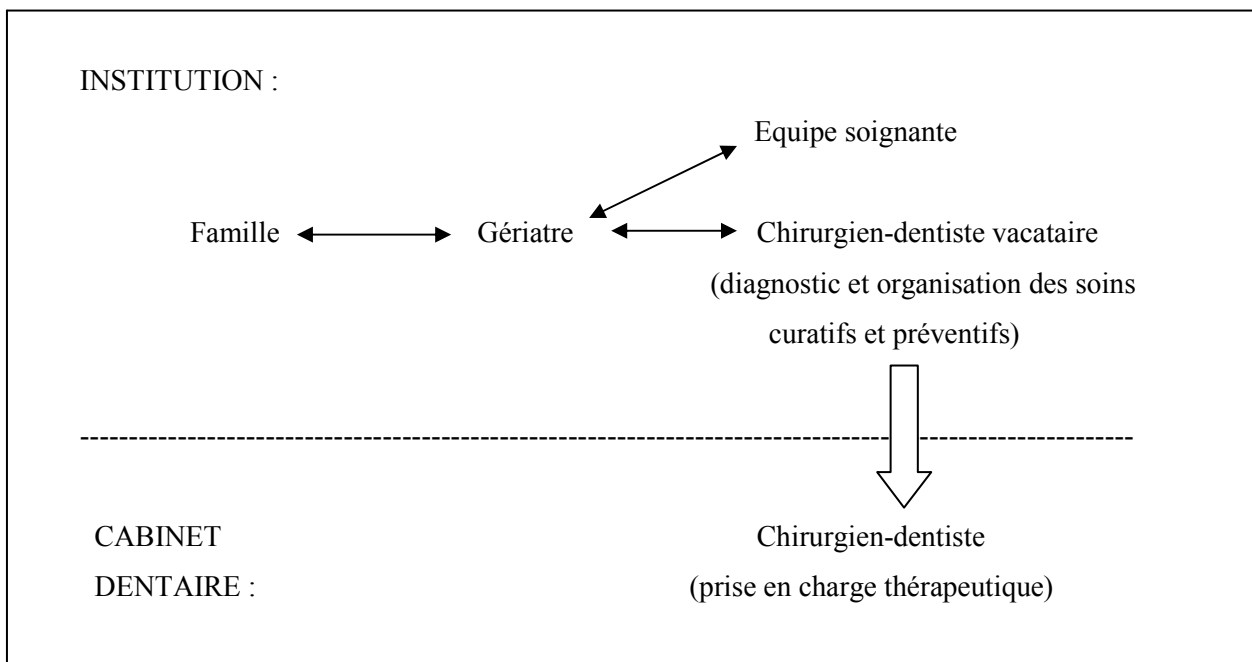 INSTITUTION :
Equipe soignante
Famille Gériatre Chirurgien-dentiste vacataire
(diagnostic et organisation des soins
curatifs et préventifs)
CABINET Chirurgien-dentiste
DENTAIRE : (prise en charge thérapeutique)